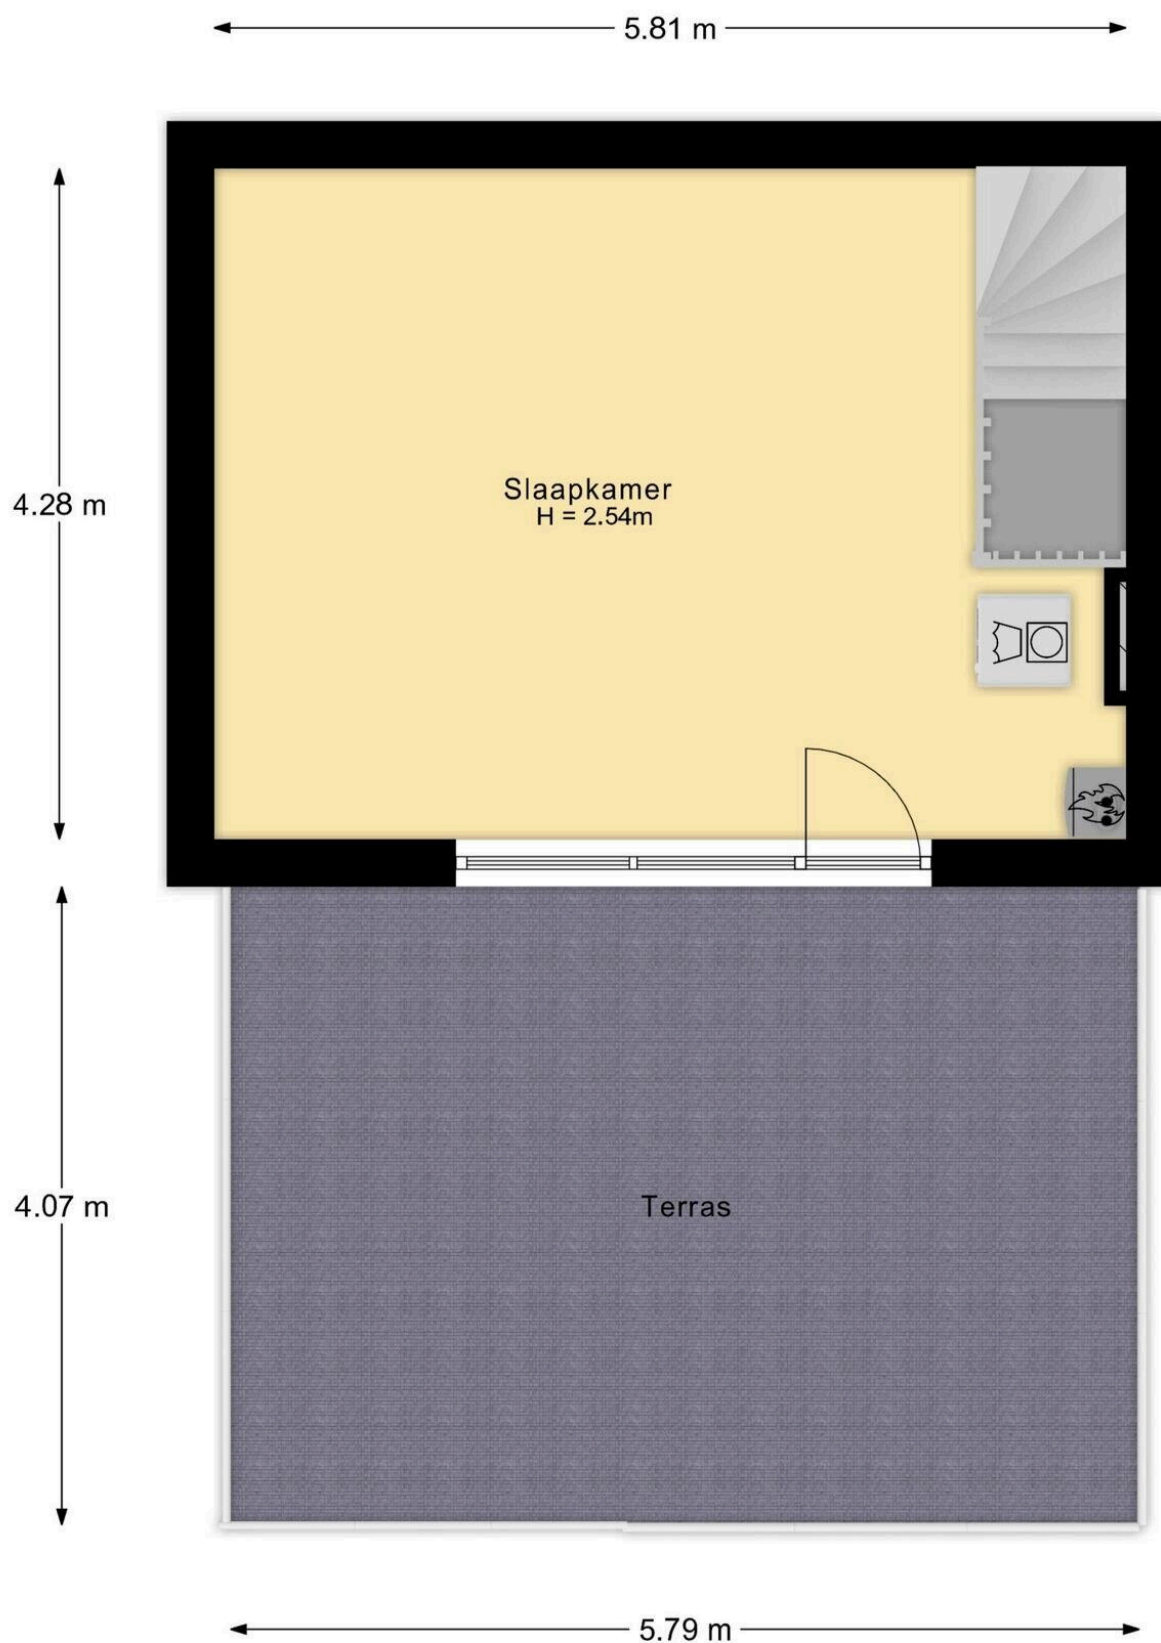 5.81 m
4.28 m
Slaapkamer
H = 2.54m
4.07 m
Terras
5.79 m